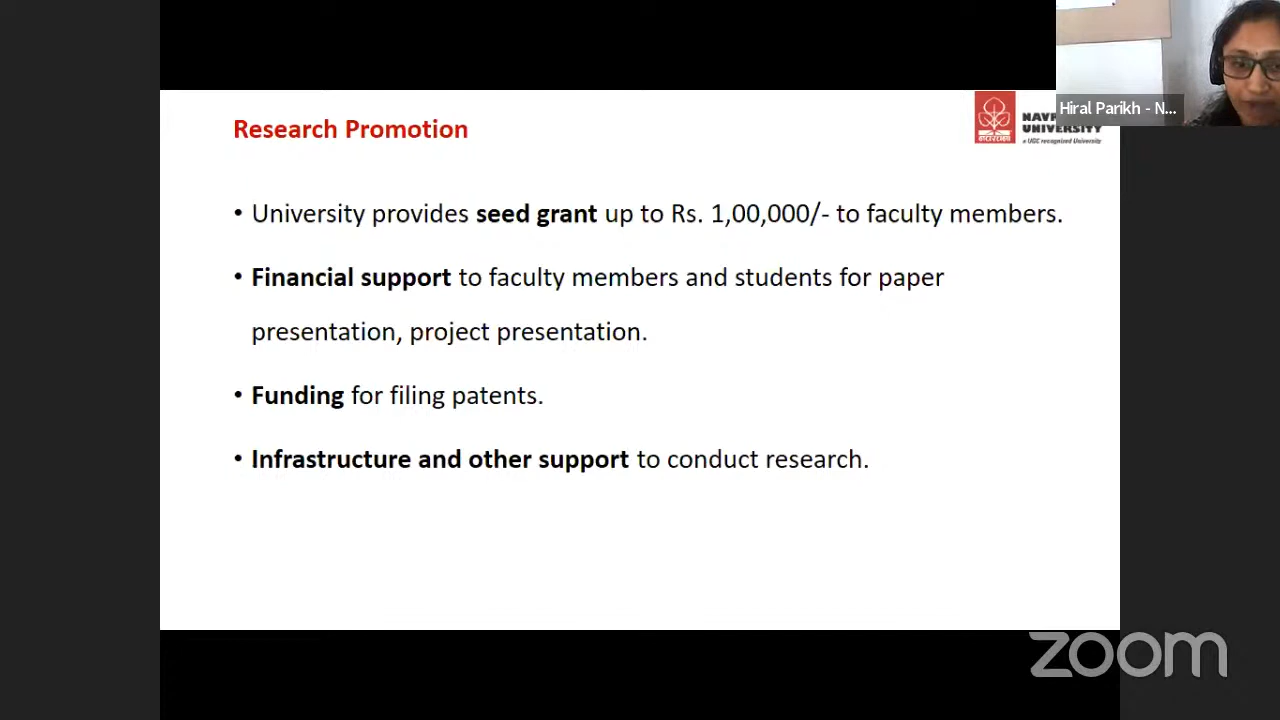 Research Promotion
UNIVERSITY
a UGC recognized University
Hiral Parikh - N...
• University provides seed grant up to Rs. 1,00,000/- to faculty members.
• Financial support to faculty members and students for paper
presentation, project presentation.
• Funding for filing patents.
• Infrastructure and other support to conduct research.
zoom